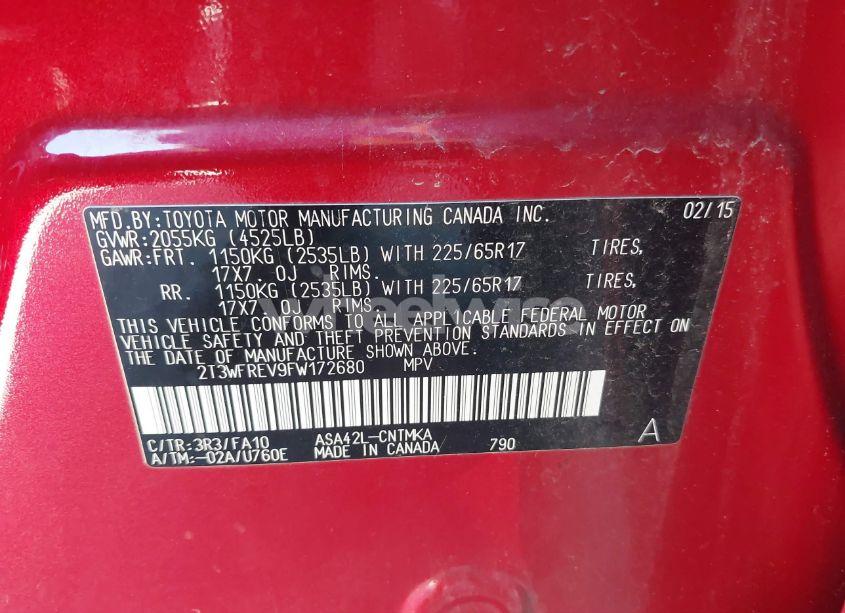 MFD.BY:TOYOTA MOTOR MANUFACTURING CANADA INC. 02/15
GVWR:2055KG (4525LB)
GAWR:FRT. 1150KG (2535LB) WITH 225/65R17 TIRES,
17X7 OJ RIMS.
RR. 1150KG (2535LB) WITH 225/65R17 TIRES,
17X7 OJ RIMS
THIS VEHICLE CONFORMS TO ALL APPLICABLE FEDERAL MOTOR
VEHICLE SAFETY AND THEFT PREVENTION STANDARDS IN EFFECT ON
THE DATE OF MANUFACTURE SHOWN ABOVE.
2T3WFREV9FW172680 MPV
C/TR:3R3/FA10 ASA42L-CNTMKA A
A/TM:-02A/U760E MADE IN CANADA 790
wheelwire